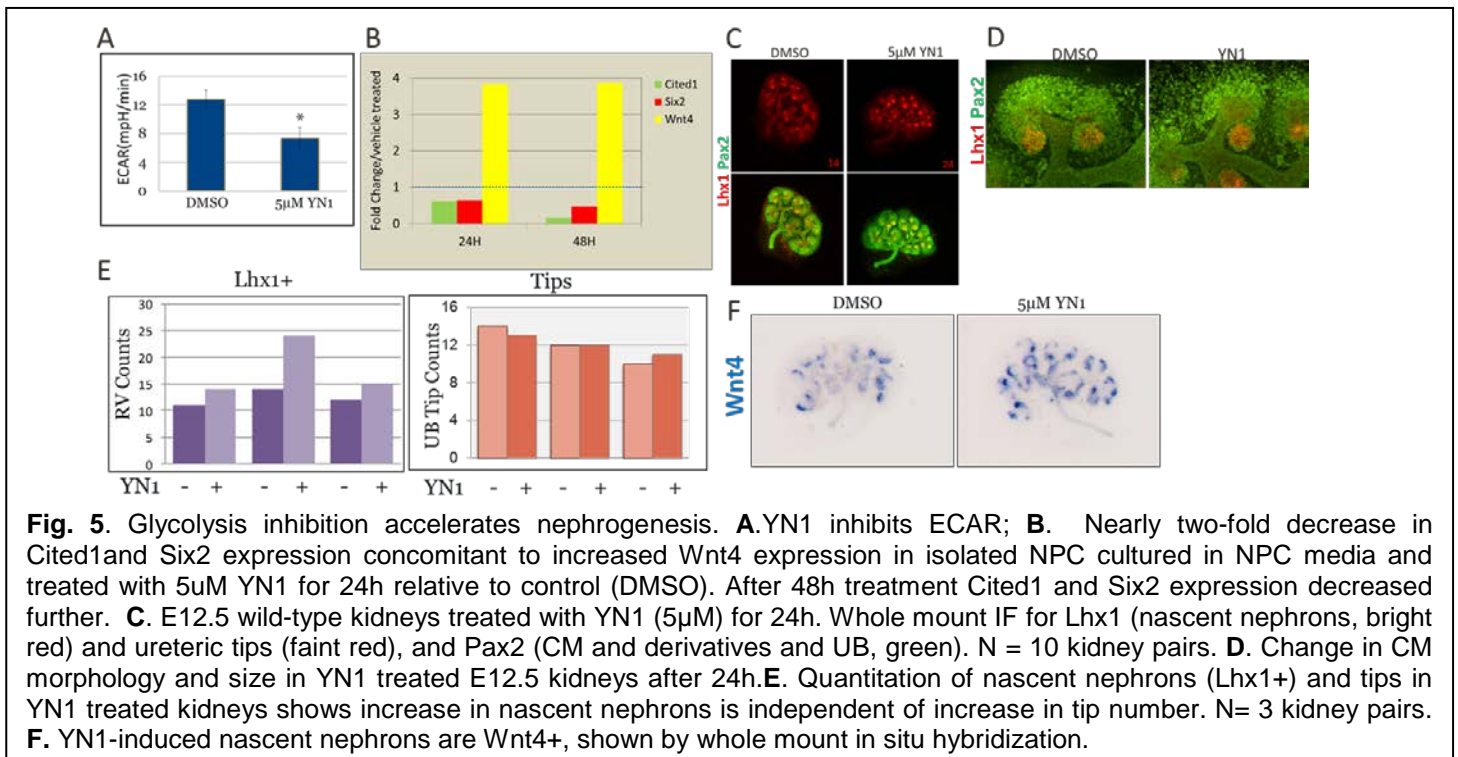 A
16
12
8
4
0
ECAR(mpH/min)
*
DMSO
5µM YN1
B
4
3
2
1
0
Fold Change/vehicle treated
Cited1
Six2
Wnt4
24H
48H
C
DMSO
5µM YN1
Lhx1 Pax2
14
24
D
DMSO
YN1
Lhx1 Pax2
E
Lhx1+
30
25
20
15
10
5
0
RV Counts
YN1 - + - + - +
Tips
16
12
8
4
0
UB Tip Counts
YN1 - + - + - +
F
DMSO
5µM YN1
Wnt4
Fig. 5. Glycolysis inhibition accelerates nephrogenesis. A.YN1 inhibits ECAR; B. Nearly two-fold decrease in
Cited1and Six2 expression concomitant to increased Wnt4 expression in isolated NPC cultured in NPC media and
treated with 5uM YN1 for 24h relative to control (DMSO). After 48h treatment Cited1 and Six2 expression decreased
further. C. E12.5 wild-type kidneys treated with YN1 (5µM) for 24h. Whole mount IF for Lhx1 (nascent nephrons, bright
red) and ureteric tips (faint red), and Pax2 (CM and derivatives and UB, green). N = 10 kidney pairs. D. Change in CM
morphology and size in YN1 treated E12.5 kidneys after 24h.E. Quantitation of nascent nephrons (Lhx1+) and tips in
YN1 treated kidneys shows increase in nascent nephrons is independent of increase in tip number. N= 3 kidney pairs.
F. YN1-induced nascent nephrons are Wnt4+, shown by whole mount in situ hybridization.